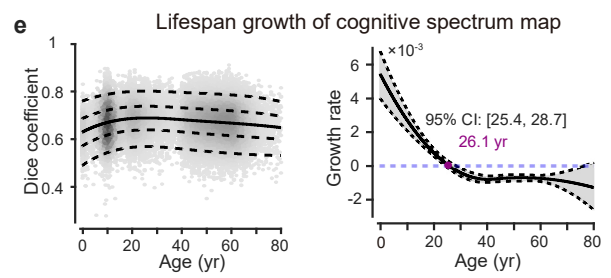 e
Lifespan growth of cognitive spectrum map
Dice coefficient
1
0.8
0.6
0.4
0 20 40 60 80
Age (yr)
Growth rate
×10⁻³
6
4
2
0
-2
95% CI: [25.4, 28.7]
26.1 yr
0 20 40 60 80
Age (yr)